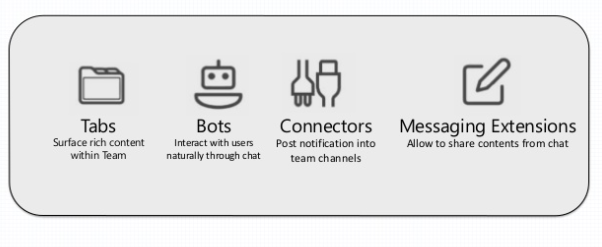 Tabs
Surface rich content
within Team
Bots
Interact with users
naturally through chat
Connectors
Post notification into
team channels
Messaging Extensions
Allow to share contents from chat